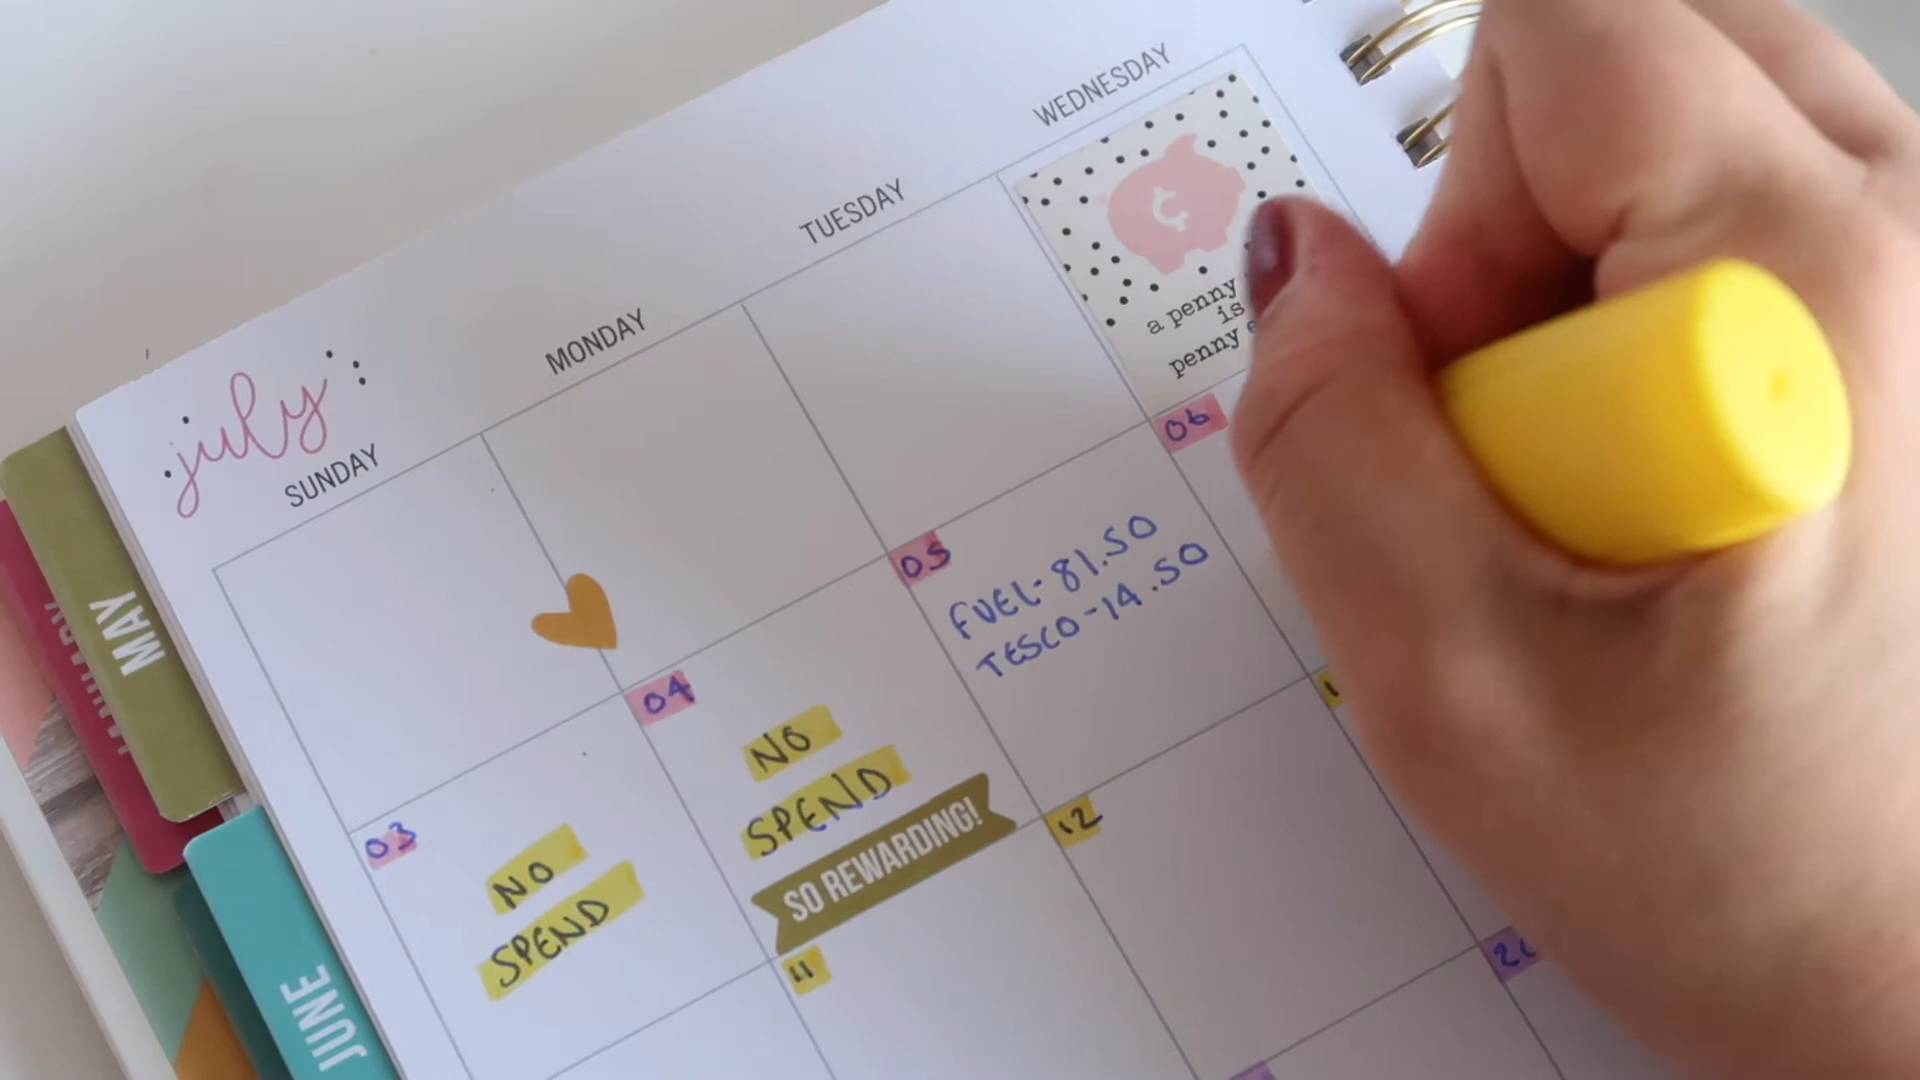 july
SUNDAY
MONDAY
TUESDAY
WEDNESDAY
a penny
is
penny
03
NO
SPEND
04
NO
SPEND
SO REWARDING!
05
FUEL-81.50
TESCO-14.50
06
11
12
MAY
JANUARY
JUNE